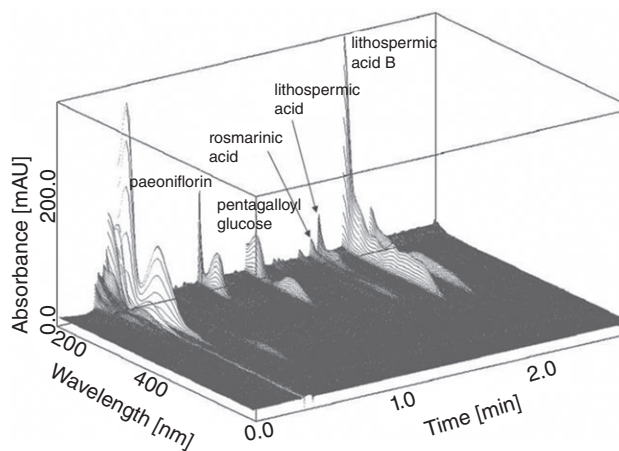 lithospermic
acid B
lithospermic
acid
rosmarinic
acid
paeoniflorin
pentagalloyl
glucose
Absorbance [mAU]
200.0
0.0
200
400
Wavelength [nm]
0.0
1.0
2.0
Time [min]